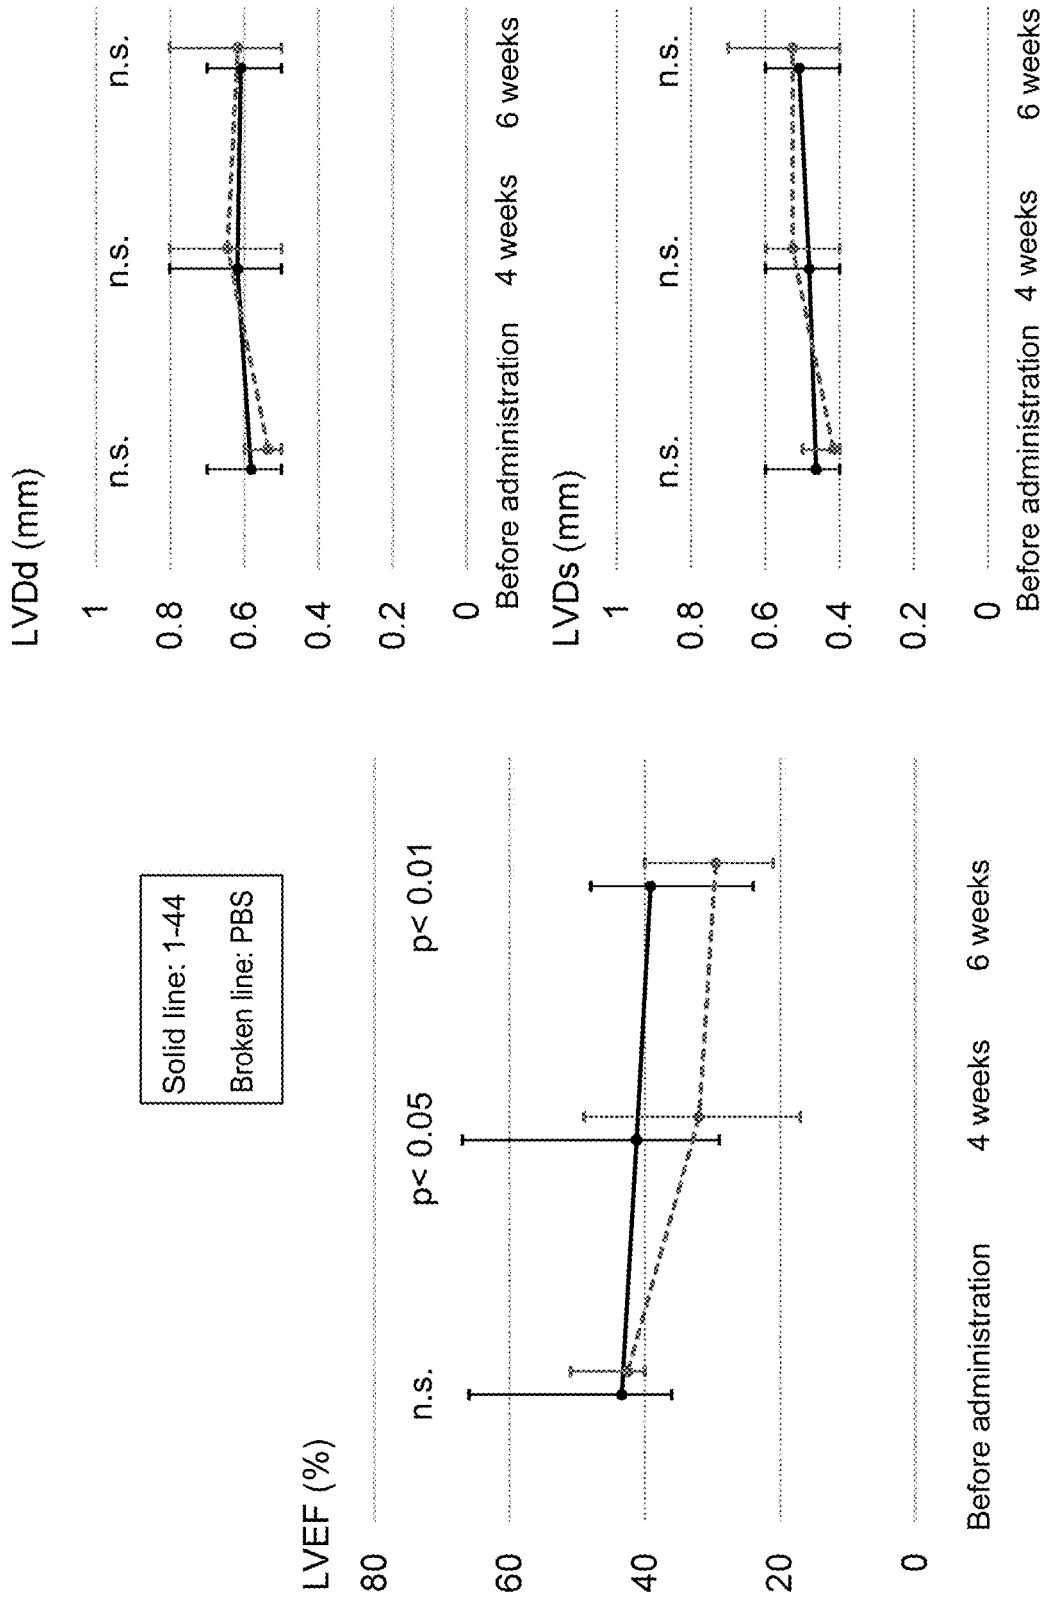 Solid line: 1-44
Broken line: PBS
LVEF (%)
80
60
40
20
0
n.s.
p< 0.05
p< 0.01
Before administration
4 weeks
6 weeks
LVDd (mm)
1
0.8
0.6
0.4
0.2
0
n.s.
n.s.
n.s.
Before administration
4 weeks
6 weeks
LVDs (mm)
1
0.8
0.6
0.4
0.2
0
n.s.
n.s.
n.s.
Before administration
4 weeks
6 weeks